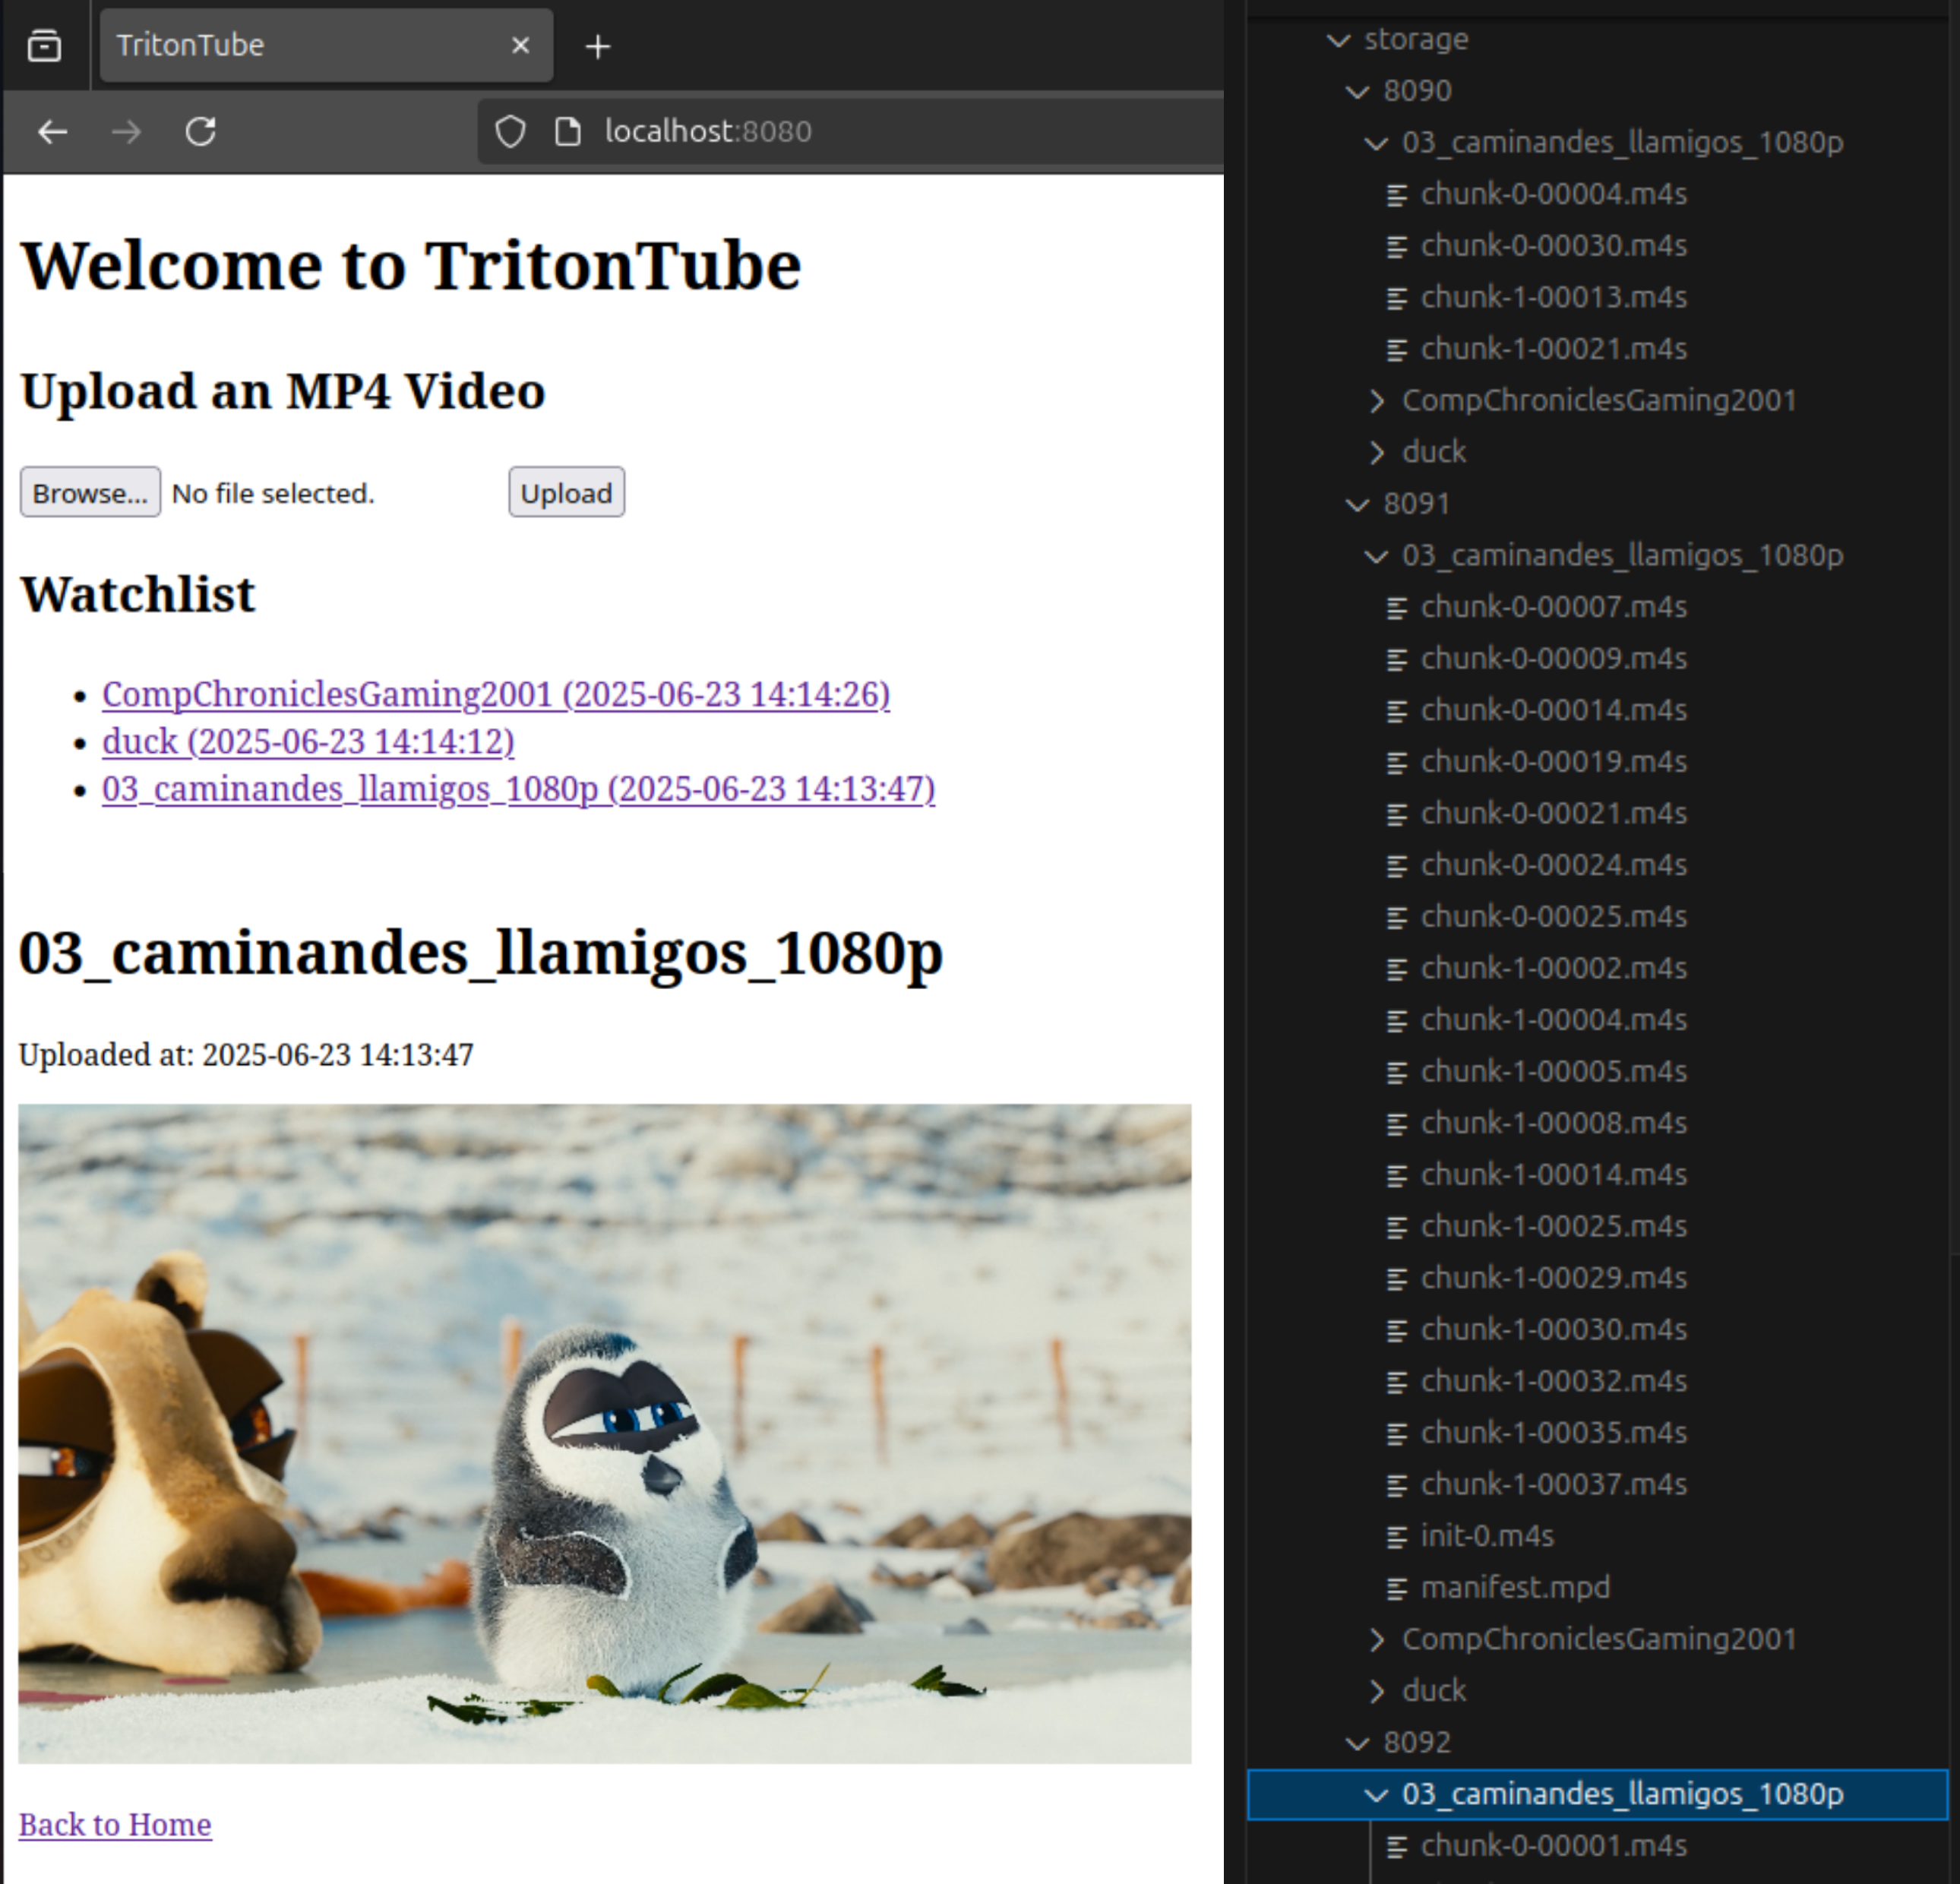 TritonTube
localhost:8080
Welcome to TritonTube
Upload an MP4 Video
Browse... No file selected. Upload
Watchlist
CompChroniclesGaming2001 (2025-06-23 14:14:26)
duck (2025-06-23 14:14:12)
03_caminandes_llamigos_1080p (2025-06-23 14:13:47)
03_caminandes_llamigos_1080p
Uploaded at: 2025-06-23 14:13:47
Back to Home
storage
8090
03_caminandes_llamigos_1080p
chunk-0-00004.m4s
chunk-0-00030.m4s
chunk-1-00013.m4s
chunk-1-00021.m4s
CompChroniclesGaming2001
duck
8091
03_caminandes_llamigos_1080p
chunk-0-00007.m4s
chunk-0-00009.m4s
chunk-0-00014.m4s
chunk-0-00019.m4s
chunk-0-00021.m4s
chunk-0-00024.m4s
chunk-0-00025.m4s
chunk-1-00002.m4s
chunk-1-00004.m4s
chunk-1-00005.m4s
chunk-1-00008.m4s
chunk-1-00014.m4s
chunk-1-00025.m4s
chunk-1-00029.m4s
chunk-1-00030.m4s
chunk-1-00032.m4s
chunk-1-00035.m4s
chunk-1-00037.m4s
init-0.m4s
manifest.mpd
CompChroniclesGaming2001
duck
8092
03_caminandes_llamigos_1080p
chunk-0-00001.m4s